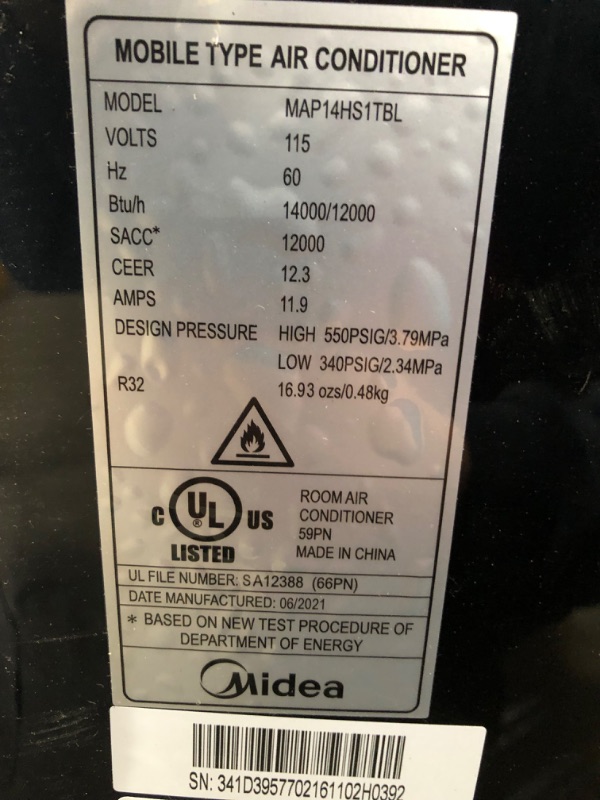 MOBILE TYPE AIR CONDITIONER
MODEL MAP14HS1TBL
VOLTS 115
Hz 60
Btu/h 14000/12000
SACC* 12000
CEER 12.3
AMPS 11.9
DESIGN PRESSURE HIGH 550PSIG/3.79MPa
LOW 340PSIG/2.34MPa
R32 16.93 ozs/0.48kg
C UL ® US
LISTED
ROOM AIR
CONDITIONER
59PN
MADE IN CHINA
UL FILE NUMBER: SA12388 (66PN)
DATE MANUFACTURED: 06/2021
* BASED ON NEW TEST PROCEDURE OF
DEPARTMENT OF ENERGY
Midea
SN: 341D3957702161102H0392